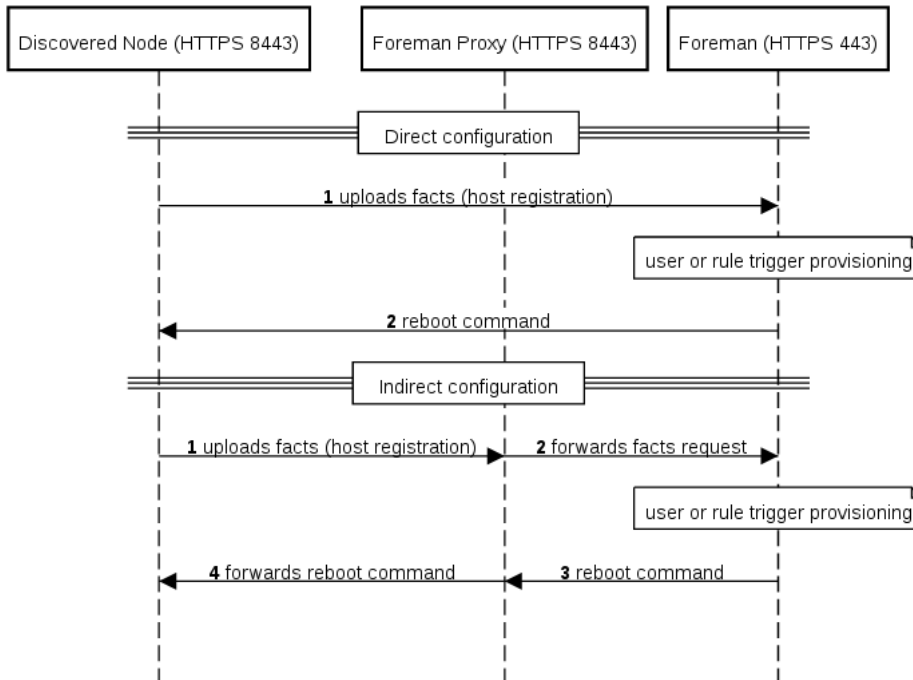 Discovered Node (HTTPS 8443)
Foreman Proxy (HTTPS 8443)
Foreman (HTTPS 443)
Direct configuration
1 uploads facts (host registration)
user or rule trigger provisioning
2 reboot command
Indirect configuration
1 uploads facts (host registration)
2 forwards facts request
user or rule trigger provisioning
4 forwards reboot command
3 reboot command